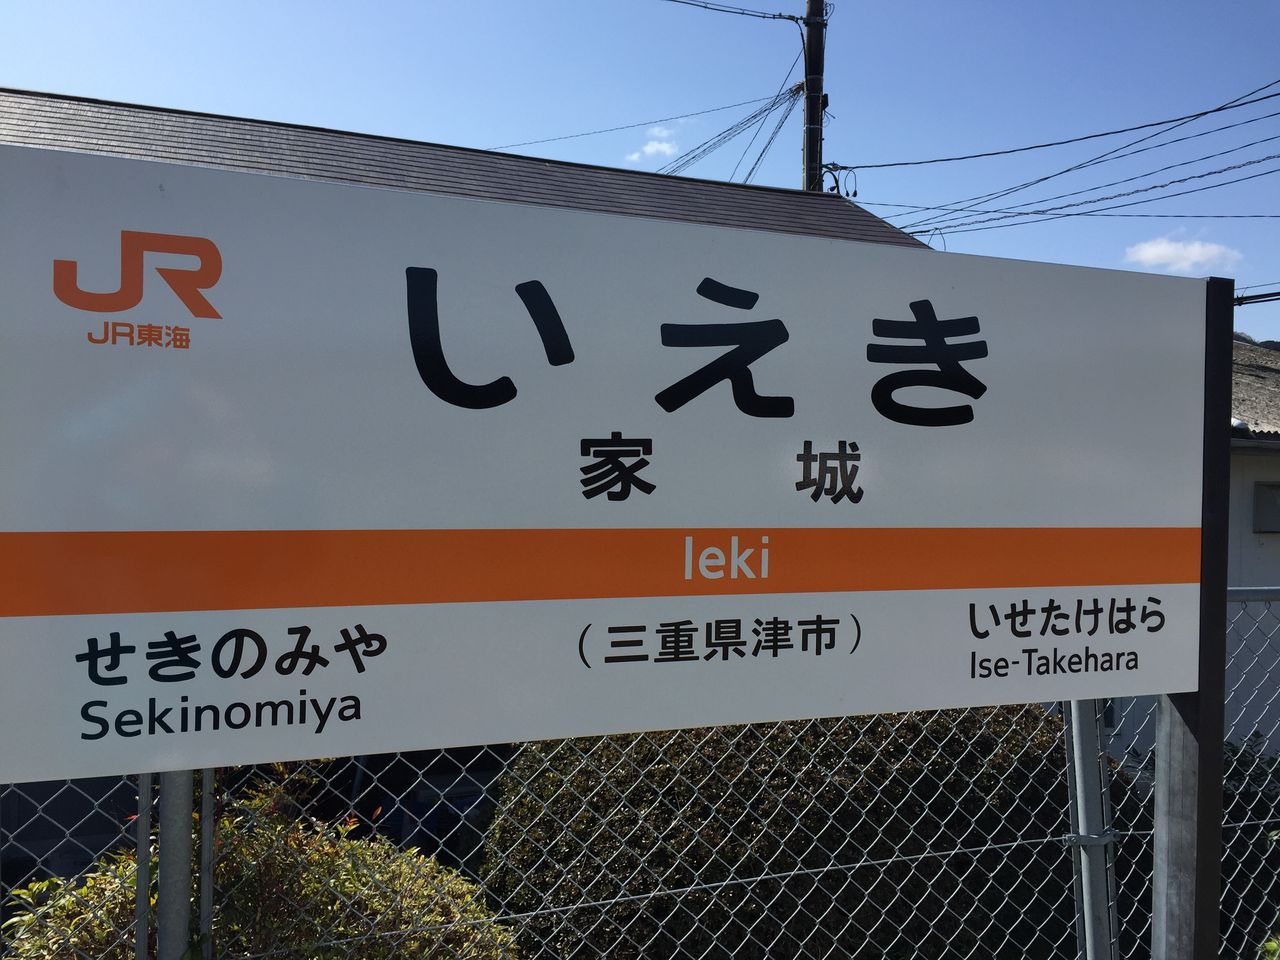 JR
JR東海
いえき
家城
Ieki
せきのみや
Sekinomiya
（三重県津市）
いせたけはら
Ise-Takehara